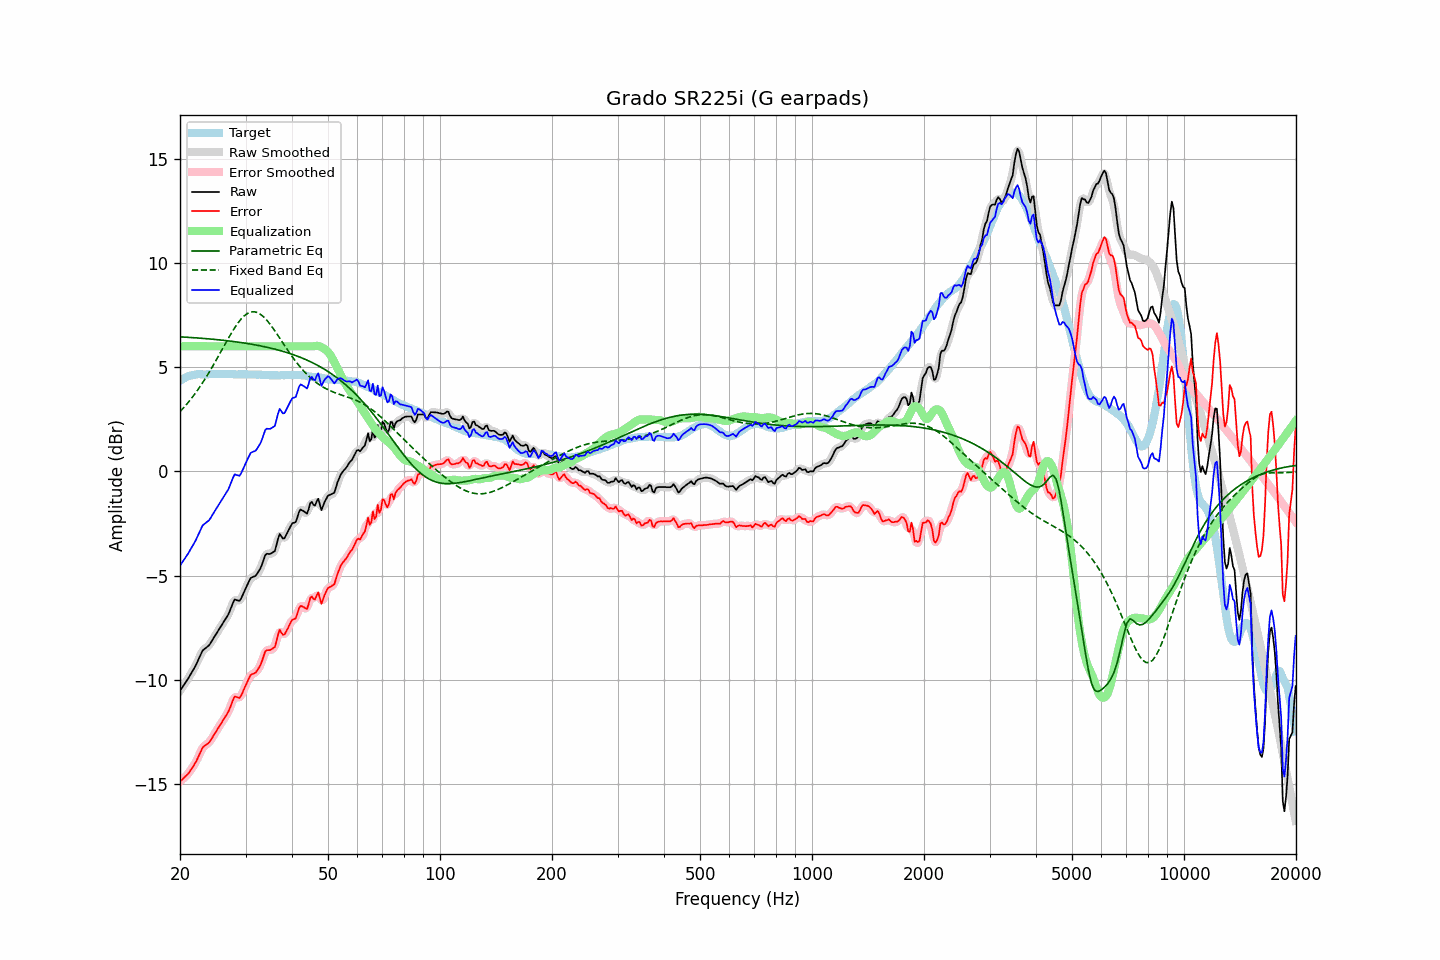 Grado SR225i (G earpads)
Target
Raw Smoothed
Error Smoothed
Raw
Error
Equalization
Parametric Eq
Fixed Band Eq
Equalized
15
10
5
0
−5
−10
−15
Amplitude (dBr)
20 50 100 200 500 1000 2000 5000 10000 20000
Frequency (Hz)